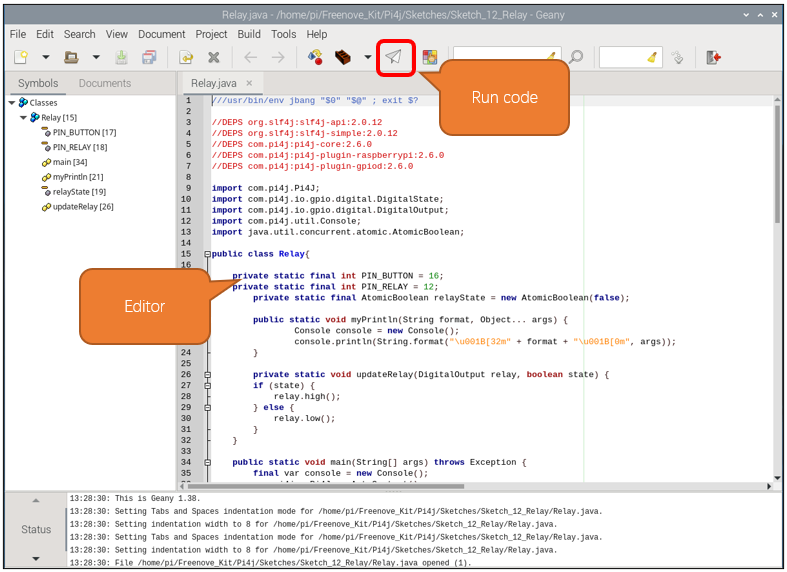 Relay.java - /home/pi/Freenove_Kit/Pi4j/Sketches/Sketch_12_Relay - Geany
File Edit Search View Document Project Build Tools Help
Run code
Symbols Documents
Classes
Relay [15]
PIN_BUTTON [17]
PIN_RELAY [18]
main [34]
myPrintln [21]
relayState [19]
updateRelay [26]
Relay.java ×
1 ///usr/bin/env jbang "$0" "$@" ; exit $?
2
3 //DEPS org.slf4j:slf4j-api:2.0.12
4 //DEPS org.slf4j:slf4j-simple:2.0.12
5 //DEPS com.pi4j:pi4j-core:2.6.0
6 //DEPS com.pi4j:pi4j-plugin-raspberrypi:2.6.0
7 //DEPS com.pi4j:pi4j-plugin-gpiod:2.6.0
8
9 import com.pi4j.Pi4J;
10 import com.pi4j.io.gpio.digital.DigitalState;
11 import com.pi4j.io.gpio.digital.DigitalOutput;
12 import com.pi4j.util.Console;
13 import java.util.concurrent.atomic.AtomicBoolean;
14
15 public class Relay{
16
private static final int PIN_BUTTON = 16;
private static final int PIN_RELAY = 12;
private static final AtomicBoolean relayState = new AtomicBoolean(false);
Editor
public static void myPrintln(String format, Object... args) {
Console console = new Console();
console.println(String.format("\u001B[32m" + format + "\u001B[0m", args));
24 }
25
26 private static void updateRelay(DigitalOutput relay, boolean state) {
27 if (state) {
28 relay.high();
29 } else {
30 relay.low();
31 }
32 }
33
34 public static void main(String[] args) throws Exception {
35 final var console = new Console();
Status
13:28:30: This is Geany 1.38.
13:28:30: Setting Tabs and Spaces indentation mode for /home/pi/Freenove_Kit/Pi4j/Sketches/Sketch_12_Relay/Relay.java.
13:28:30: Setting indentation width to 8 for /home/pi/Freenove_Kit/Pi4j/Sketches/Sketch_12_Relay/Relay.java.
13:28:30: Setting Tabs and Spaces indentation mode for /home/pi/Freenove_Kit/Pi4j/Sketches/Sketch_12_Relay/Relay.java.
13:28:30: Setting indentation width to 8 for /home/pi/Freenove_Kit/Pi4j/Sketches/Sketch_12_Relay/Relay.java.
13:28:30: File /home/pi/Freenove_Kit/Pi4j/Sketches/Sketch_12_Relay/Relay.java opened (1).